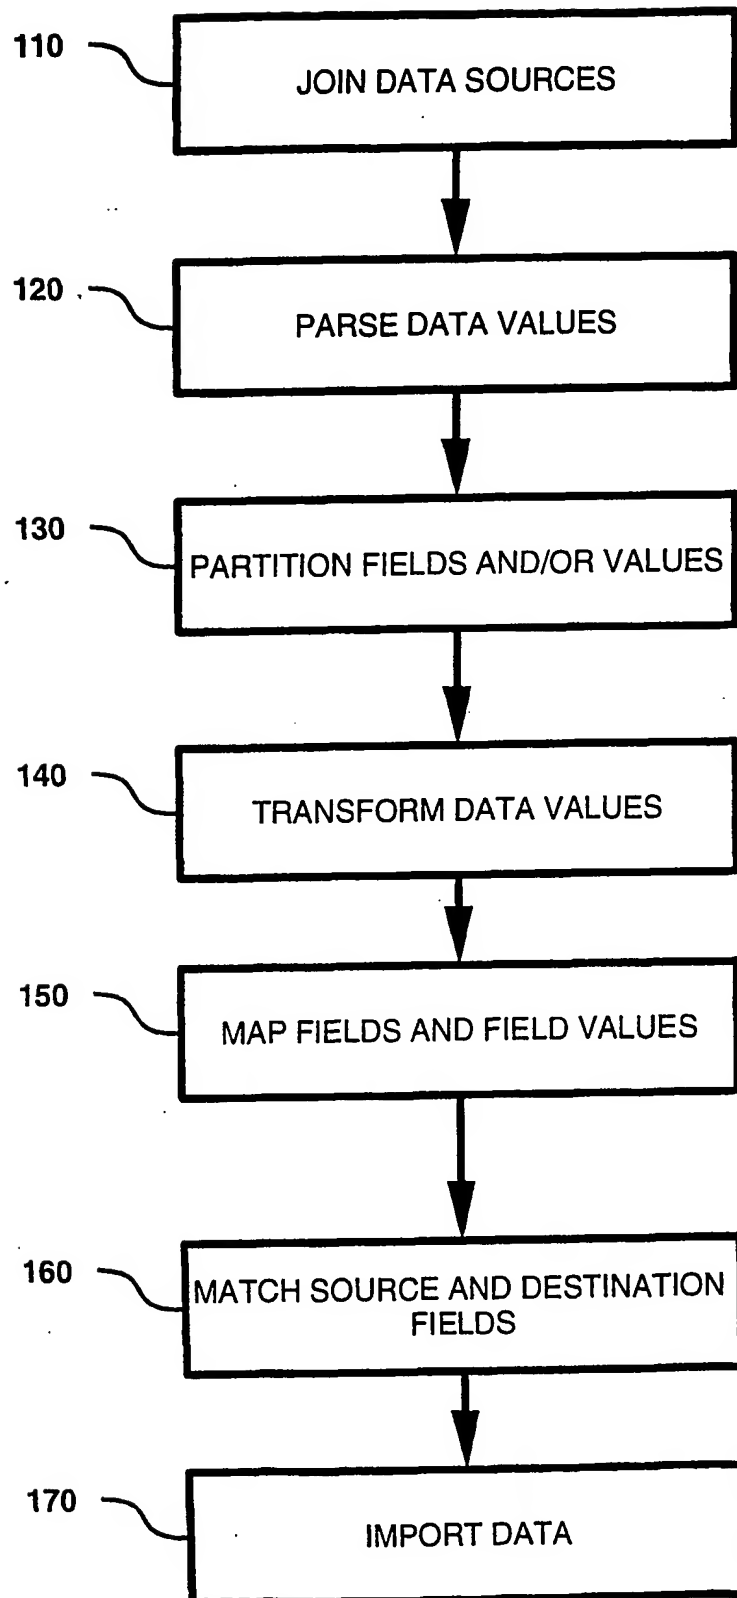 110
JOIN DATA SOURCES
120
PARSE DATA VALUES
130
PARTITION FIELDS AND/OR VALUES
140
TRANSFORM DATA VALUES
150
MAP FIELDS AND FIELD VALUES
160
MATCH SOURCE AND DESTINATION
FIELDS
170
IMPORT DATA